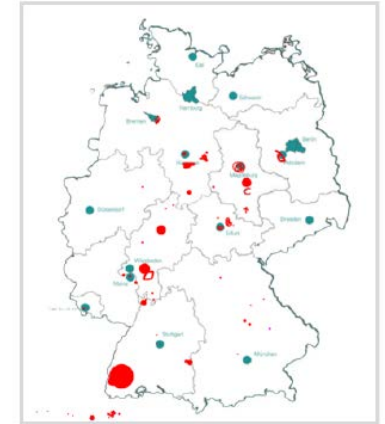 Kiel
Schwerin
Hamburg
Bremen
Berlin
Potsdam
Magdeburg
Düsseldorf
Erfurt
Dresden
Wiesbaden
Mainz
Stuttgart
München